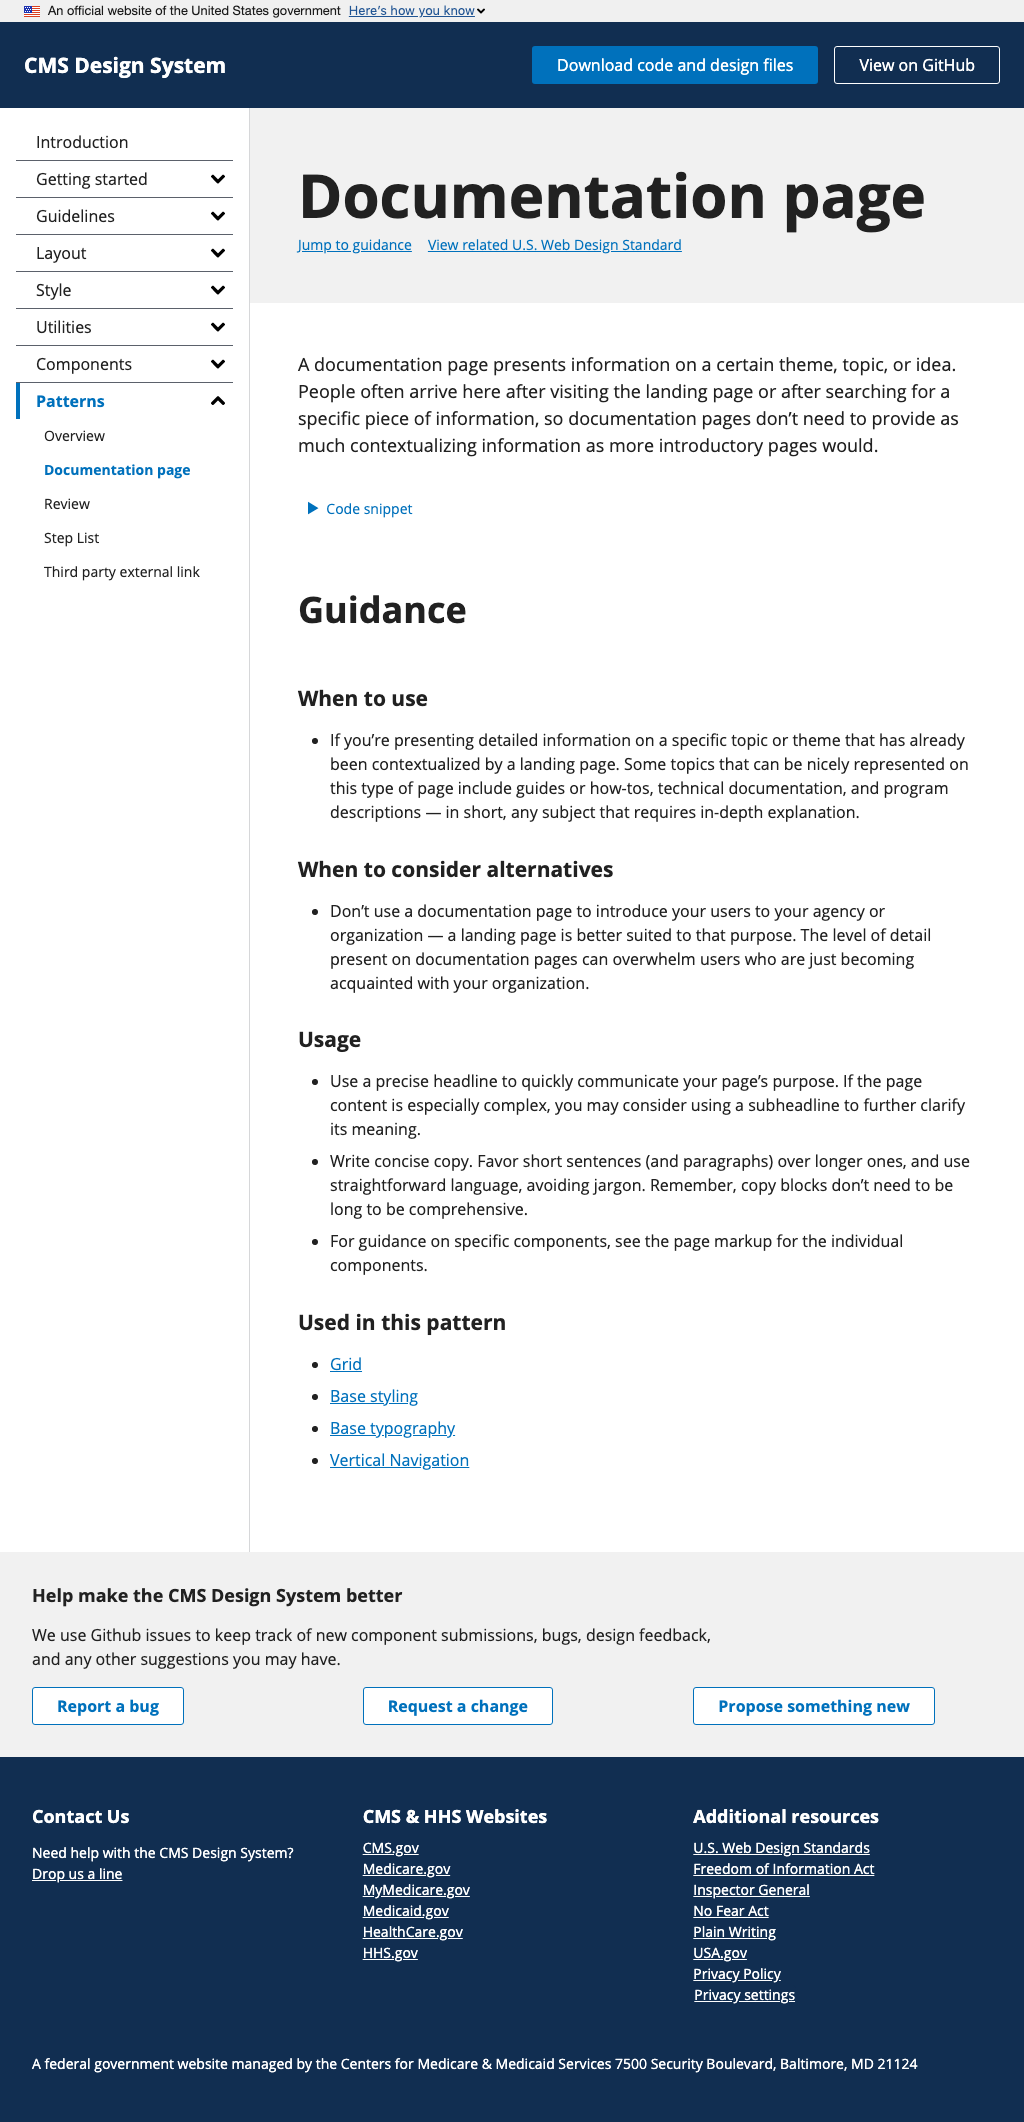 An official website of the United States government Here's how you know
CMS Design System
Download code and design files
View on GitHub
Introduction
Getting started
Guidelines
Layout
Style
Utilities
Components
Patterns
Overview
Documentation page
Review
Step List
Third party external link
Documentation page
Jump to guidance View related U.S. Web Design Standard
A documentation page presents information on a certain theme, topic, or idea.
People often arrive here after visiting the landing page or after searching for a
specific piece of information, so documentation pages don’t need to provide as
much contextualizing information as more introductory pages would.
Code snippet
Guidance
When to use
• If you’re presenting detailed information on a specific topic or theme that has already
been contextualized by a landing page. Some topics that can be nicely represented on
this type of page include guides or how-tos, technical documentation, and program
descriptions — in short, any subject that requires in-depth explanation.
When to consider alternatives
• Don’t use a documentation page to introduce your users to your agency or
organization — a landing page is better suited to that purpose. The level of detail
present on documentation pages can overwhelm users who are just becoming
acquainted with your organization.
Usage
• Use a precise headline to quickly communicate your page’s purpose. If the page
content is especially complex, you may consider using a subheadline to further clarify
its meaning.
• Write concise copy. Favor short sentences (and paragraphs) over longer ones, and use
straightforward language, avoiding jargon. Remember, copy blocks don’t need to be
long to be comprehensive.
• For guidance on specific components, see the page markup for the individual
components.
Used in this pattern
• Grid
• Base styling
• Base typography
• Vertical Navigation
Help make the CMS Design System better
We use Github issues to keep track of new component submissions, bugs, design feedback,
and any other suggestions you may have.
Report a bug
Request a change
Propose something new
Contact Us
Need help with the CMS Design System?
Drop us a line
CMS & HHS Websites
CMS.gov
Medicare.gov
MyMedicare.gov
Medicaid.gov
HealthCare.gov
HHS.gov
Additional resources
U.S. Web Design Standards
Freedom of Information Act
Inspector General
No Fear Act
Plain Writing
USA.gov
Privacy Policy
Privacy settings
A federal government website managed by the Centers for Medicare & Medicaid Services 7500 Security Boulevard, Baltimore, MD 21124